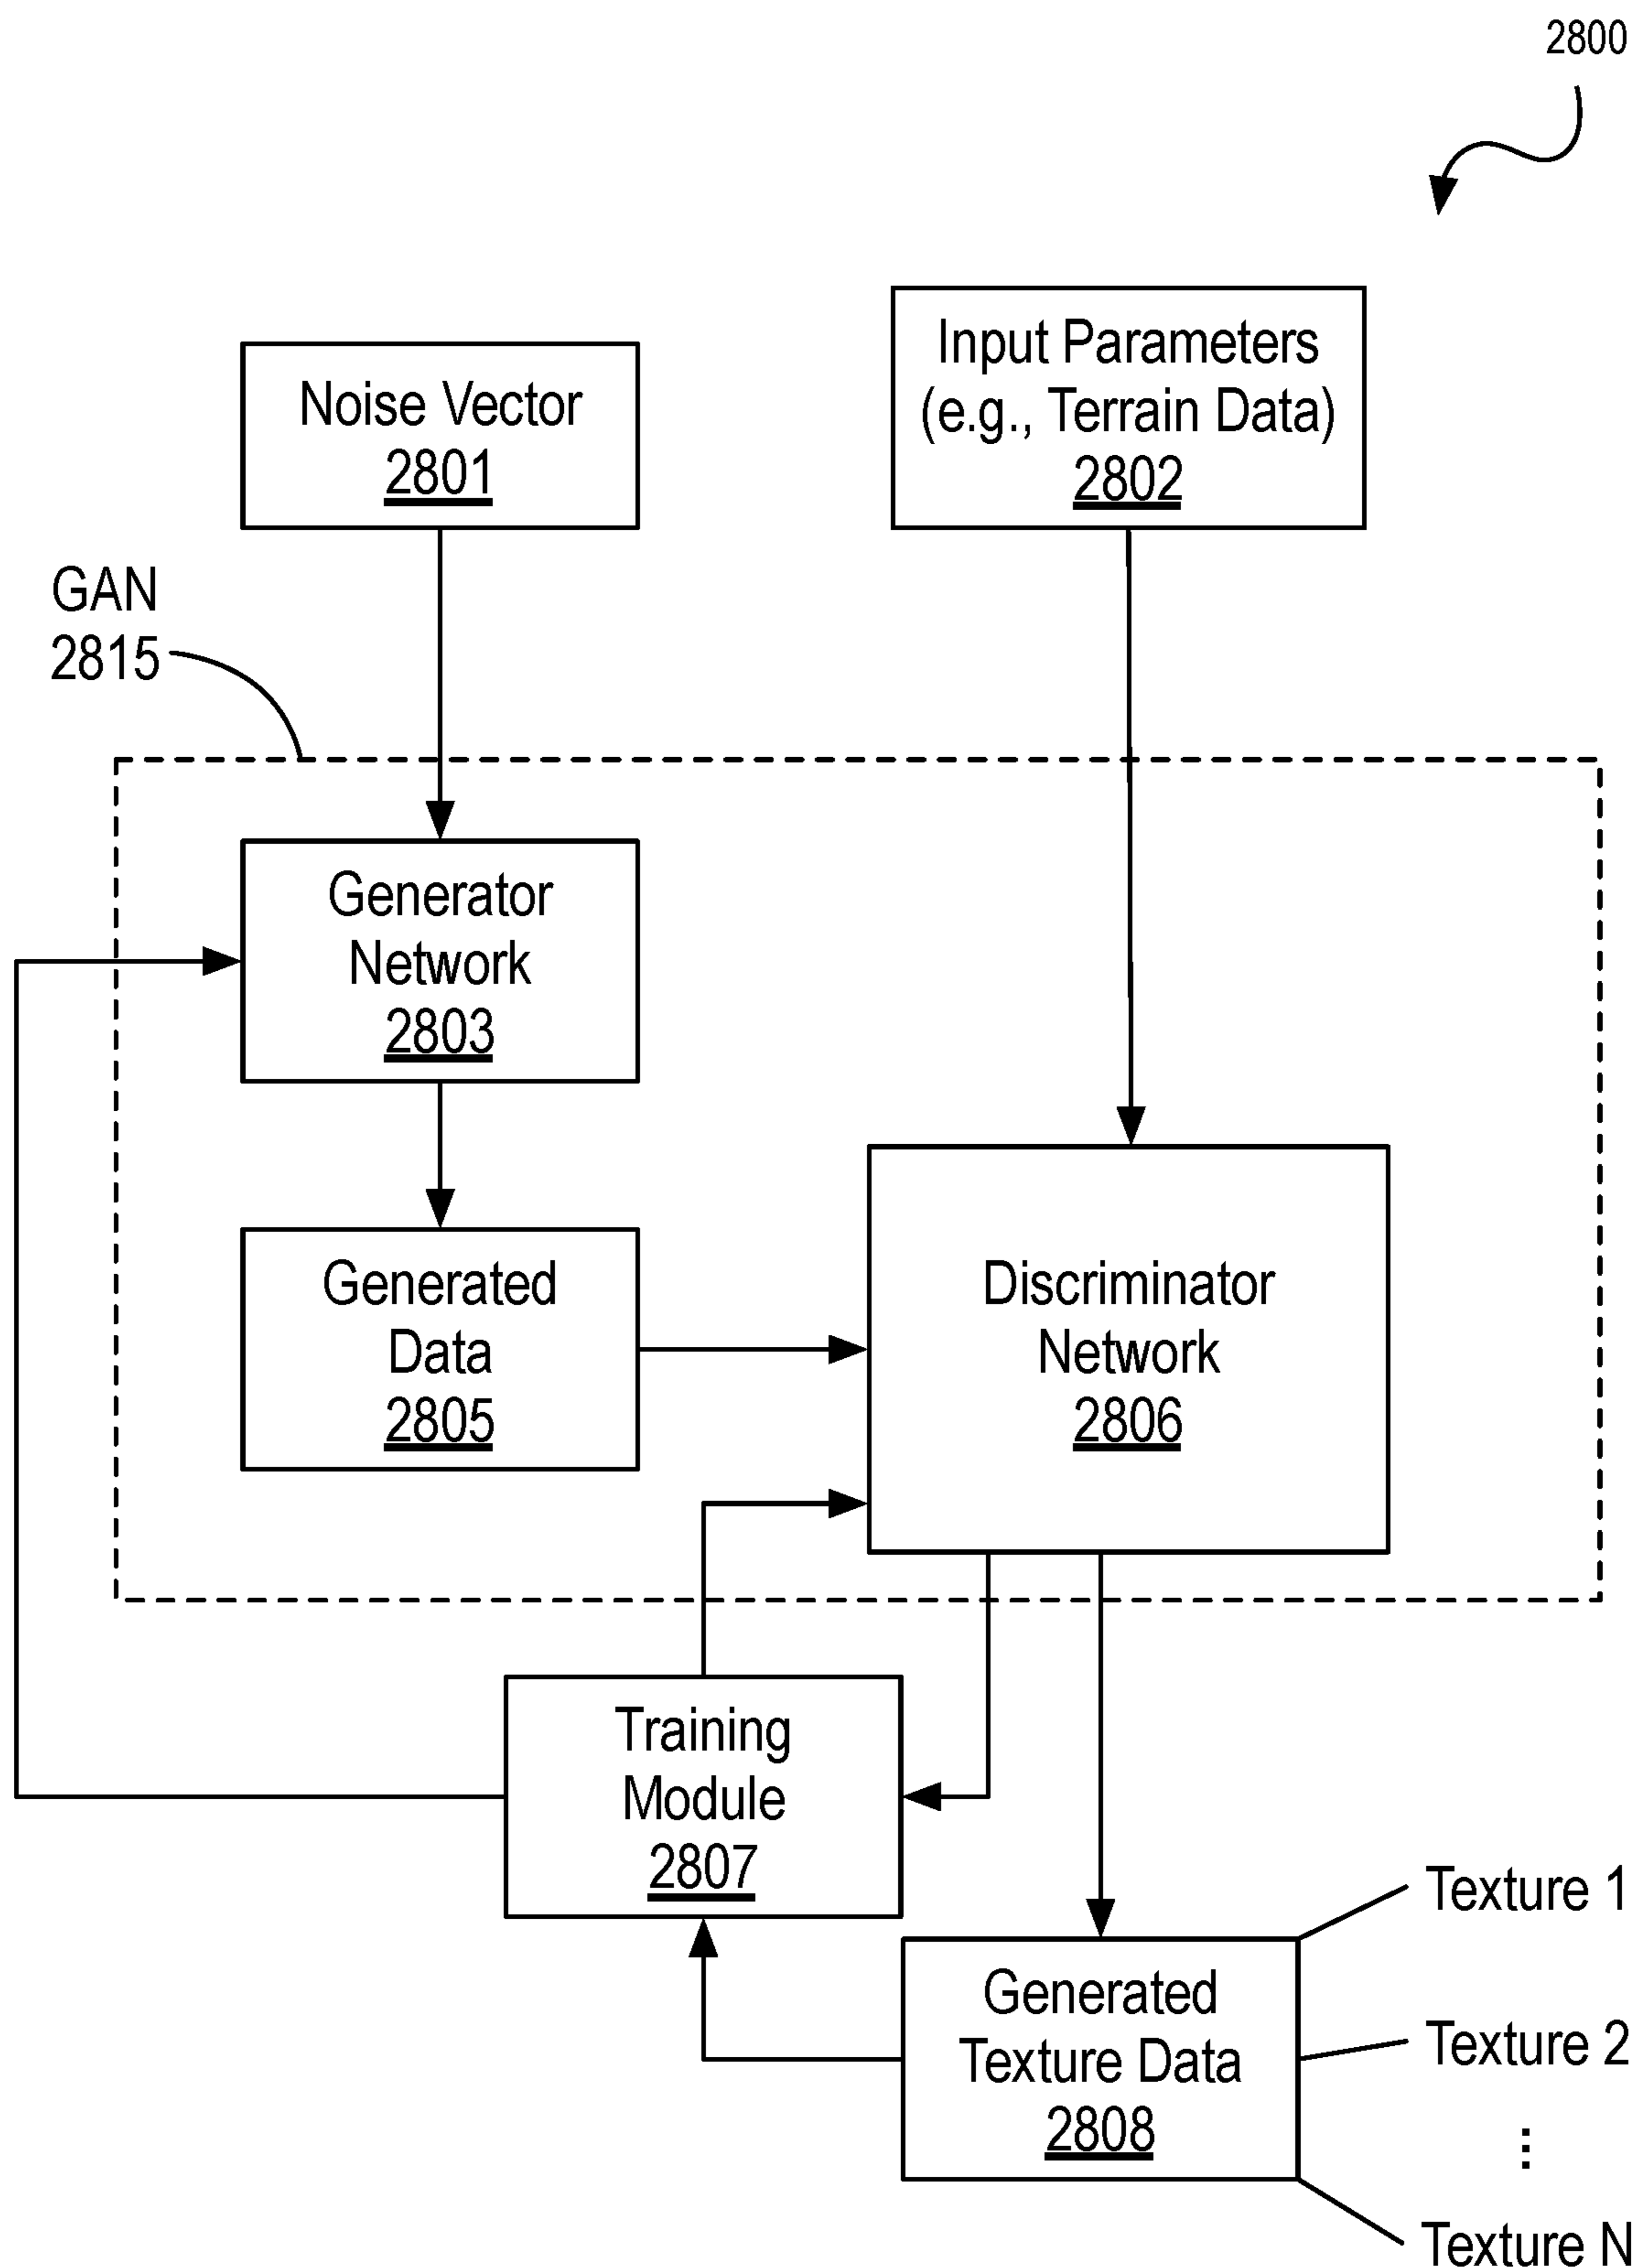 2800
Noise Vector
2801
Input Parameters
(e.g., Terrain Data)
2802
GAN
2815
Generator
Network
2803
Generated
Data
2805
Discriminator
Network
2806
Training
Module
2807
Generated
Texture Data
2808
Texture 1
Texture 2
⋮
Texture N